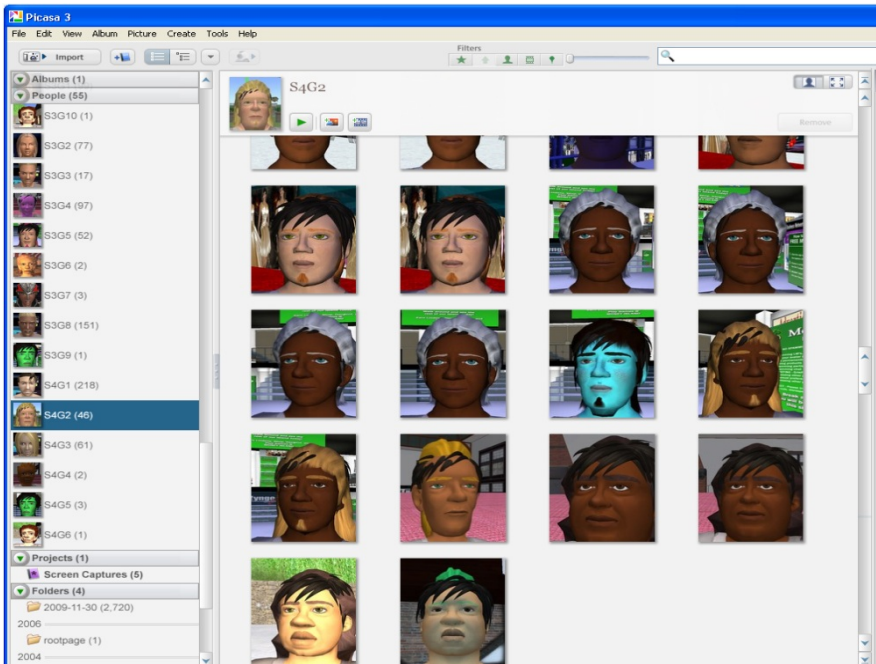 Picasa 3
File Edit View Album Picture Create Tools Help
Import
Filters
Albums (1)
People (55)
S3G10 (1)
S3G2 (77)
S3G3 (17)
S3G4 (97)
S3G5 (52)
S3G6 (2)
S3G7 (3)
S3G8 (151)
S3G9 (1)
S4G1 (218)
S4G2 (46)
S4G3 (61)
S4G4 (2)
S4G5 (3)
S4G6 (1)
Projects (1)
Screen Captures (5)
Folders (4)
2009-11-30 (2,720)
2006
rootpage (1)
2004
S4G2
Remove